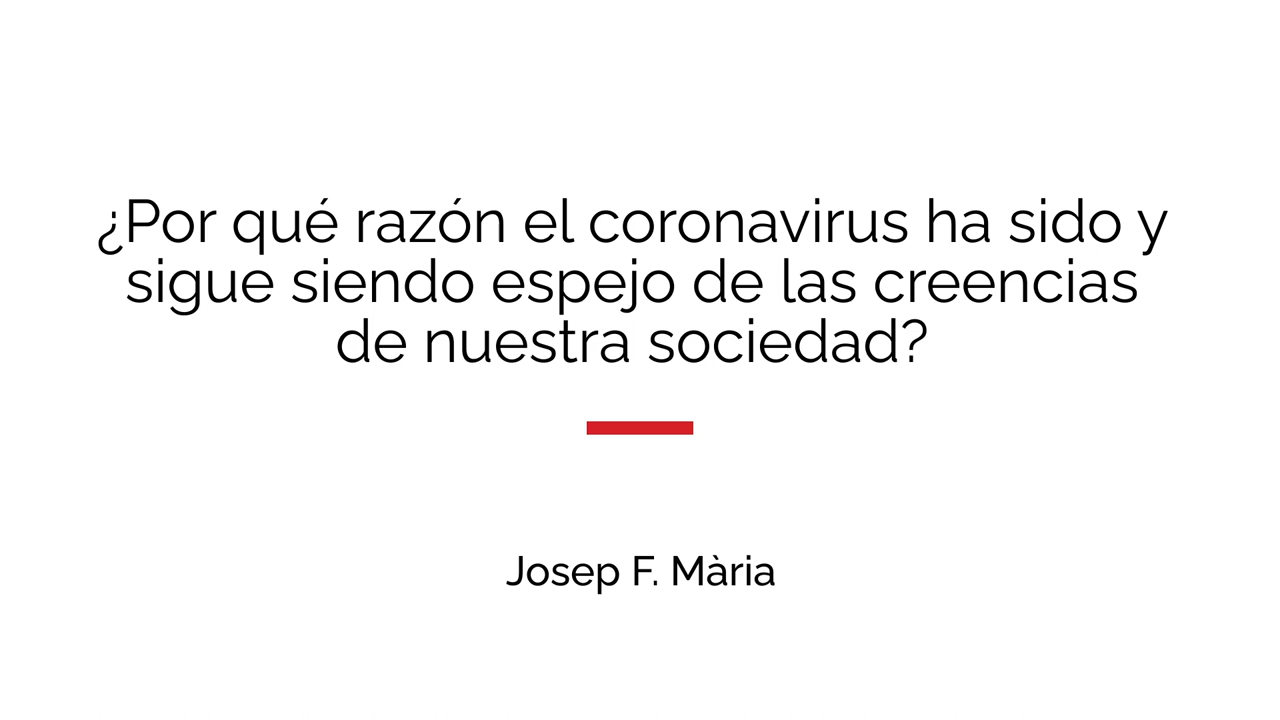 ¿Por qué razón el coronavirus ha sido y
sigue siendo espejo de las creencias
de nuestra sociedad?
Josep F. Mària